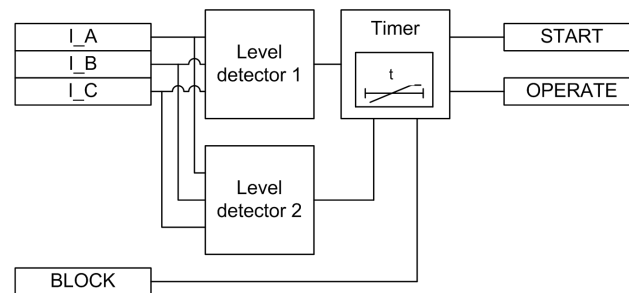 I_A
I_B
I_C
Level
detector 1
Timer
t
START
OPERATE
Level
detector 2
BLOCK